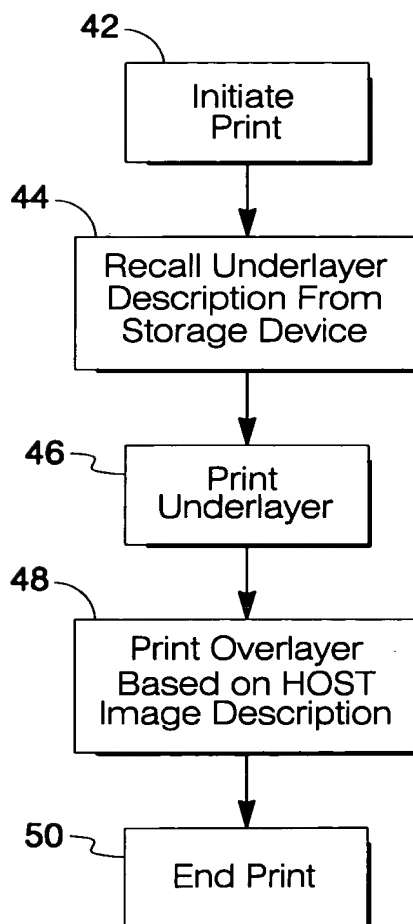 42
Initiate
Print
44
Recall Underlayer
Description From
Storage Device
46
Print
Underlayer
48
Print Overlayer
Based on HOST
Image Description
50
End Print